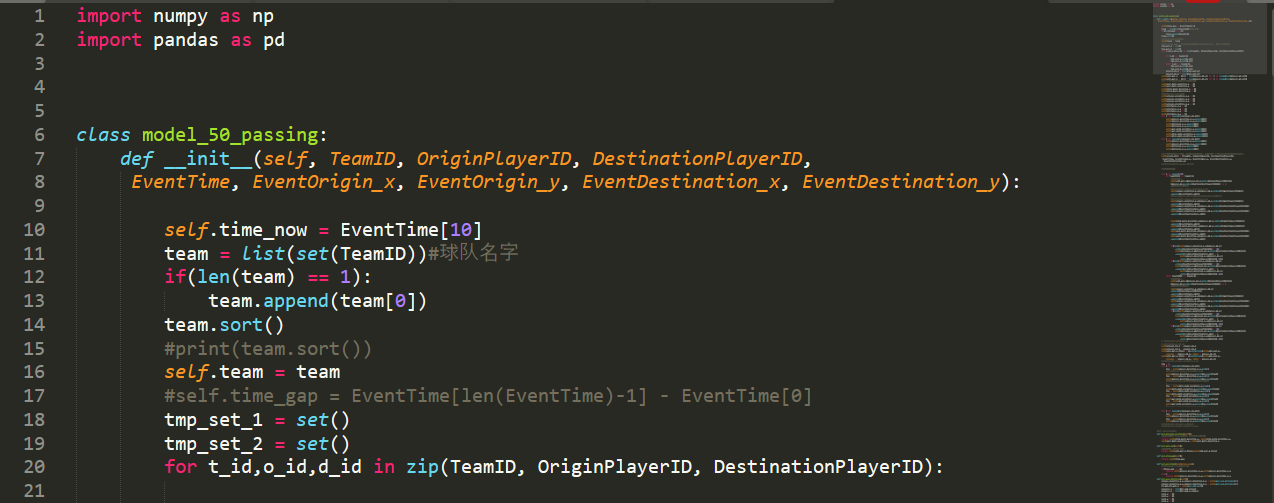 1 import numpy as np
2 import pandas as pd
3
4
5
6 class model_50_passing:
7 def __init__(self, TeamID, OriginPlayerID, DestinationPlayerID,
8 EventTime, EventOrigin_x, EventOrigin_y, EventDestination_x, EventDestination_y):
9
10 self.time_now = EventTime[10]
11 team = list(set(TeamID))#球队名字
12 if(len(team) == 1):
13 team.append(team[0])
14 team.sort()
15 #print(team.sort())
16 self.team = team
17 #self.time_gap = EventTime[len(EventTime)-1] - EventTime[0]
18 tmp_set_1 = set()
19 tmp_set_2 = set()
20 for t_id,o_id,d_id in zip(TeamID, OriginPlayerID, DestinationPlayerID):
21